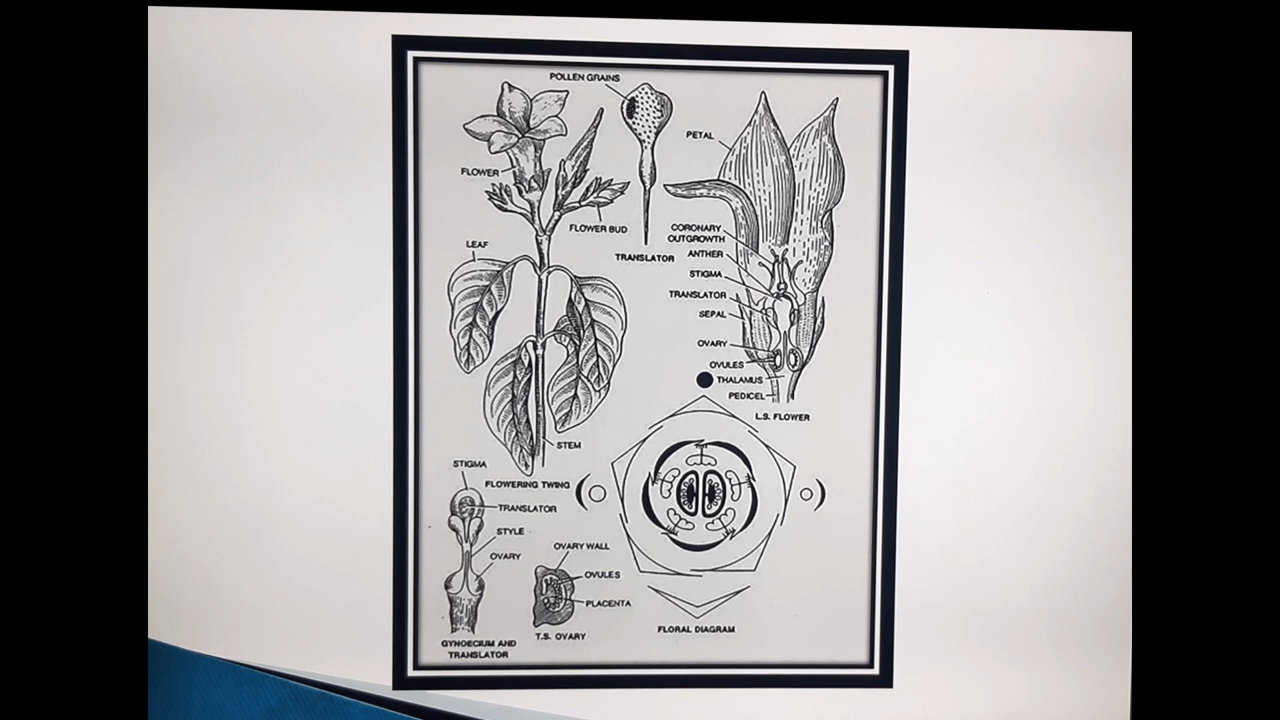 POLLEN GRAINS
PETAL
FLOWER
FLOWER BUD
LEAF
TRANSLATOR
CORONARY
OUTGROWTH
ANTHER
STIGMA
TRANSLATOR
SEPAL
OVARY
OVULES
THALAMUS
PEDICEL
L.S. FLOWER
STEM
FLOWERING TWING
STIGMA
TRANSLATOR
STYLE
OVARY
OVARY WALL
OVULES
PLACENTA
T.S. OVARY
GYNOECIUM AND
TRANSLATOR
FLORAL DIAGRAM